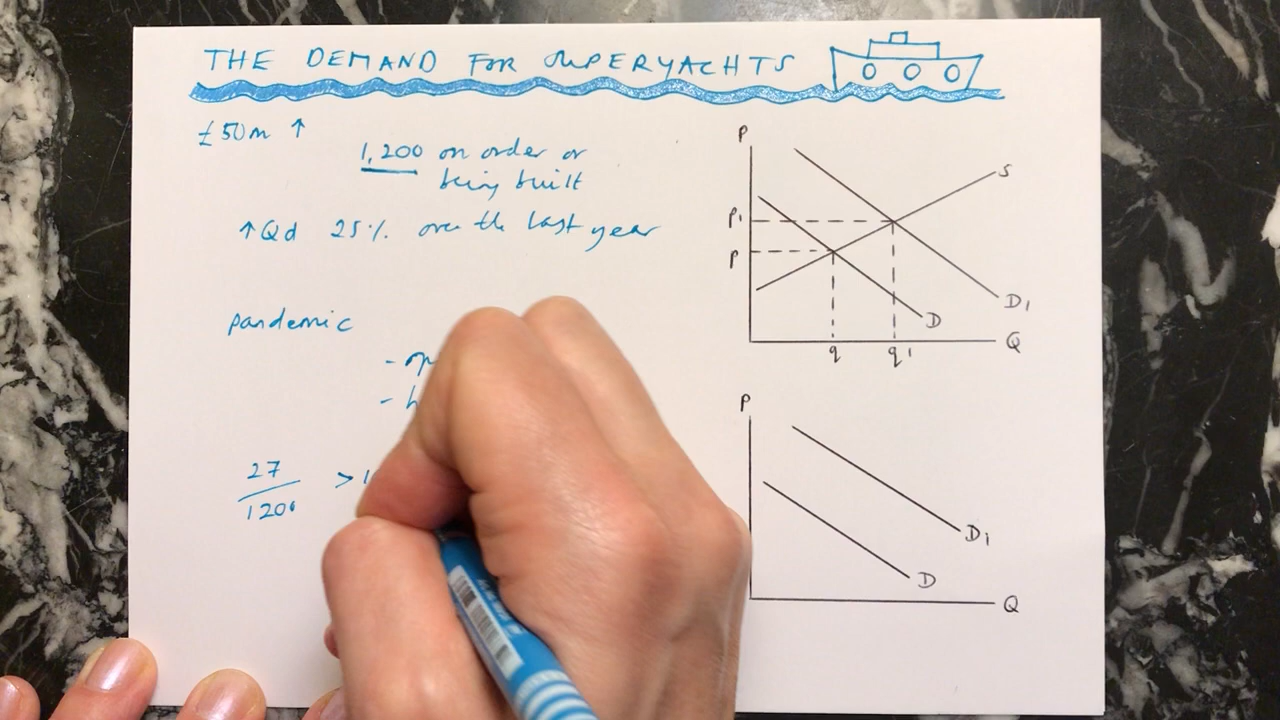 THE DEMAND FOR SUPERYACHTS
£50m ↑
1,200 on order or
being built
↑Qd 25% over the last year
pandemic
-
-
27
1200
>
P
S
P1
P
D1
D
q
q1
Q
P
D1
D
Q